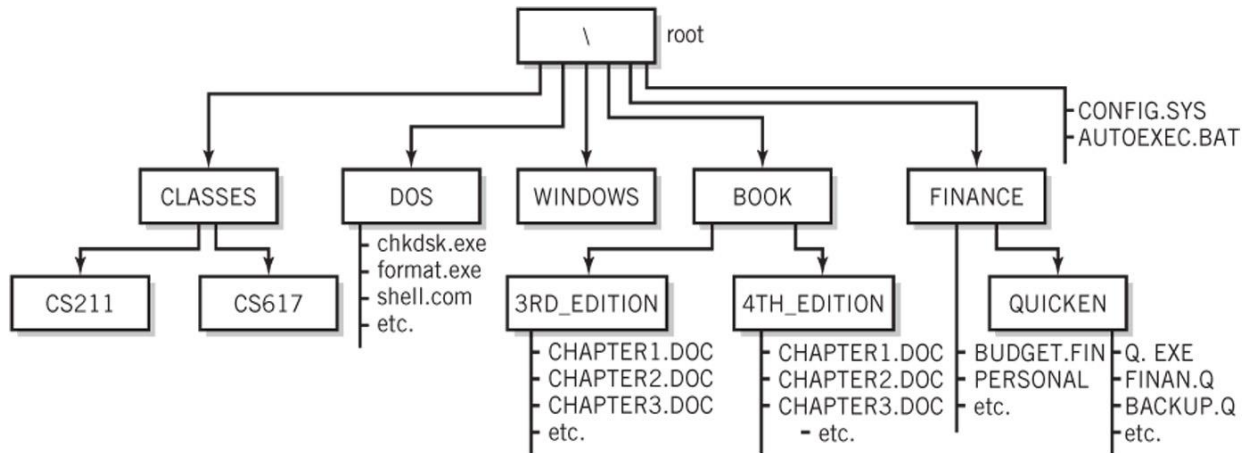 \ root
CONFIG.SYS
AUTOEXEC.BAT
CLASSES DOS WINDOWS BOOK FINANCE
chkdsk.exe
format.exe
shell.com
etc.
CS211 CS617 3RD_EDITION 4TH_EDITION QUICKEN
CHAPTER1.DOC CHAPTER1.DOC BUDGET.FIN Q. EXE
CHAPTER2.DOC CHAPTER2.DOC PERSONAL FINAN.Q
CHAPTER3.DOC CHAPTER3.DOC etc. BACKUP.Q
etc. etc. etc.